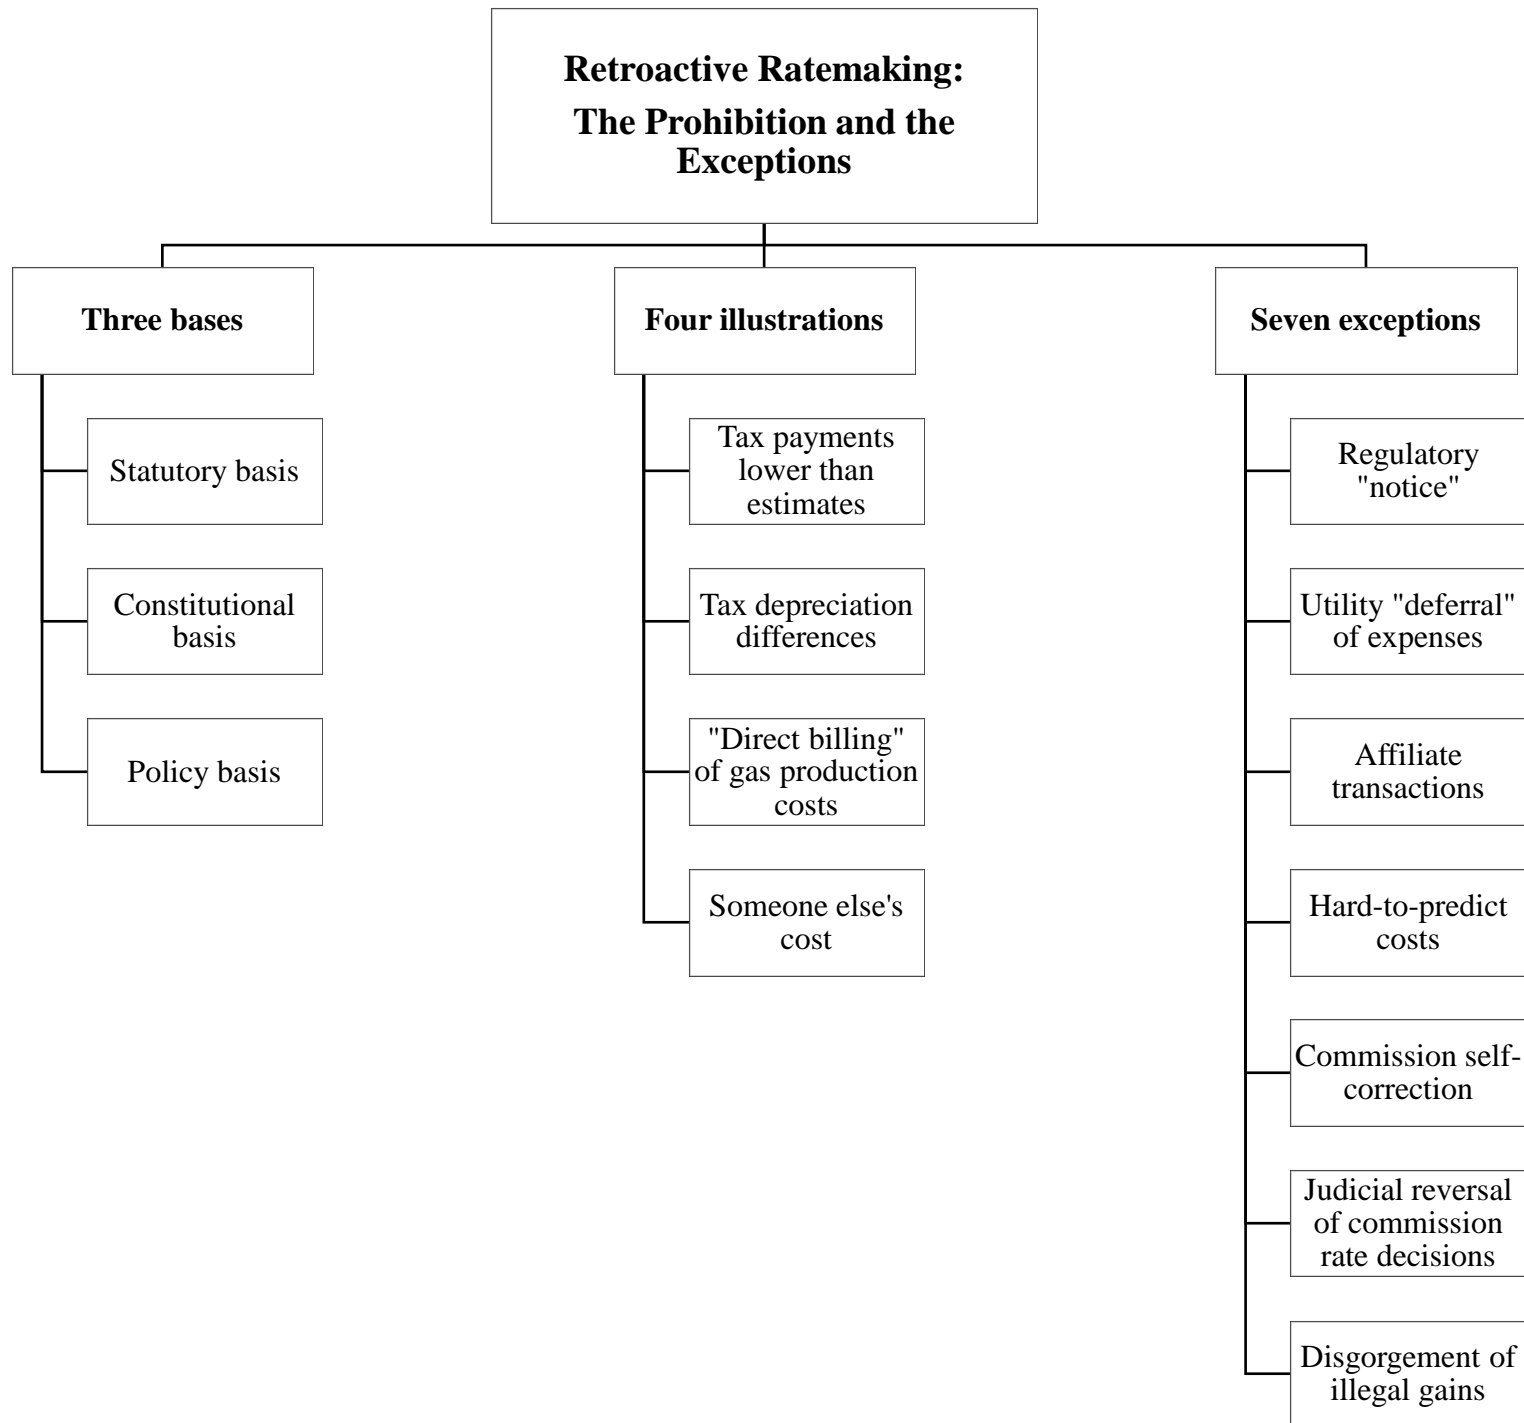 Retroactive Ratemaking:
The Prohibition and the
Exceptions
Three bases
Statutory basis
Constitutional
basis
Policy basis
Four illustrations
Tax payments
lower than
estimates
Tax depreciation
differences
"Direct billing"
of gas production
costs
Someone else's
cost
Seven exceptions
Regulatory
"notice"
Utility "deferral"
of expenses
Affiliate
transactions
Hard-to-predict
costs
Commission self-
correction
Judicial reversal
of commission
rate decisions
Disgorgement of
illegal gains